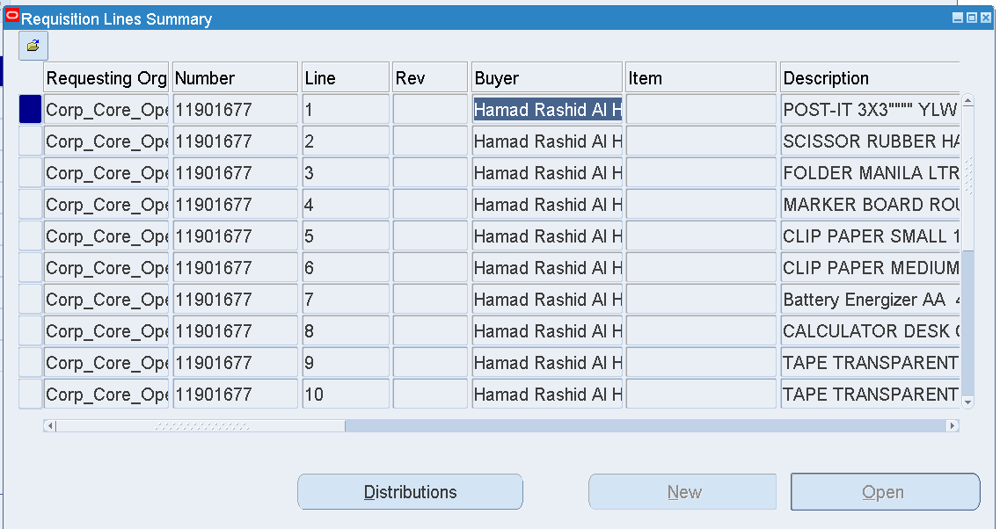 Requisition Lines Summary
Requesting Org Number Line Rev Buyer Item Description
Corp_Core_Ope 11901677 1 Hamad Rashid Al H POST-IT 3X3"""" YLW
Corp_Core_Ope 11901677 2 Hamad Rashid Al H SCISSOR RUBBER HA
Corp_Core_Ope 11901677 3 Hamad Rashid Al H FOLDER MANILA LTR
Corp_Core_Ope 11901677 4 Hamad Rashid Al H MARKER BOARD ROU
Corp_Core_Ope 11901677 5 Hamad Rashid Al H CLIP PAPER SMALL 1
Corp_Core_Ope 11901677 6 Hamad Rashid Al H CLIP PAPER MEDIUM
Corp_Core_Ope 11901677 7 Hamad Rashid Al H Battery Energizer AA 4
Corp_Core_Ope 11901677 8 Hamad Rashid Al H CALCULATOR DESK
Corp_Core_Ope 11901677 9 Hamad Rashid Al H TAPE TRANSPARENT
Corp_Core_Ope 11901677 10 Hamad Rashid Al H TAPE TRANSPARENT
Distributions New Open